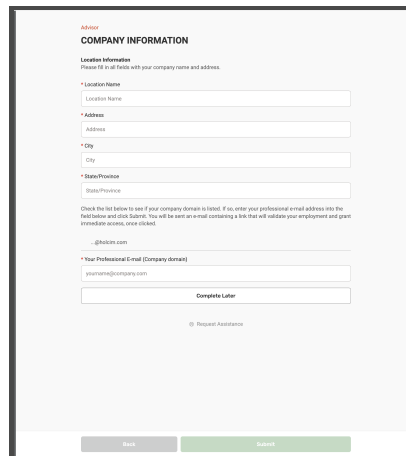 Advisor
COMPANY INFORMATION
Location Information
Please fill in all fields with your company name and address.
* Location Name
Location Name
* Address
Address
* City
City
* State/Province
State/Province
Check the list below to see if your company domain is listed. If so, enter your professional e-mail address into the
field below and click Submit. You will be sent an e-mail containing a link that will validate your employment and grant
immediate access, once clicked.
...@holcim.com
* Your Professional E-mail (Company domain)
yourname@company.com
Complete Later
@ Request Assistance
Back
Submit